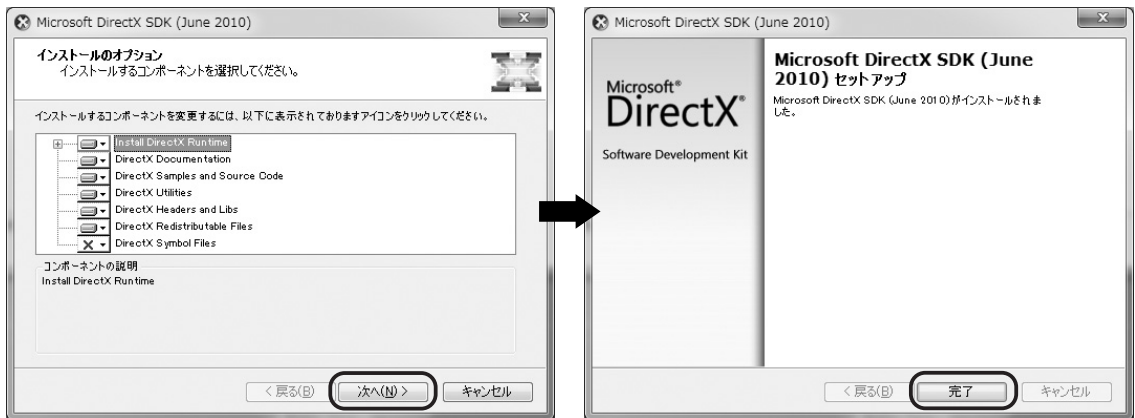 Microsoft DirectX SDK (June 2010)
インストールのオプション
インストールするコンポーネントを選択してください。
インストールするコンポーネントを変更するには、以下に表示されておりますアイコンをクリックしてください。
Install DirectX Runtime
DirectX Documentation
DirectX Samples and Source Code
DirectX Utilities
DirectX Headers and Libs
DirectX Redistributable Files
DirectX Symbol Files
コンポーネントの説明
Install DirectX Runtime
< 戻る(B)
次へ(N) >
キャンセル
Microsoft DirectX SDK (June 2010)
Microsoft®
DirectX®
Software Development Kit
Microsoft DirectX SDK (June
2010) セットアップ
Microsoft DirectX SDK (June 2010)がインストールされま
した。
< 戻る(B)
完了
キャンセル